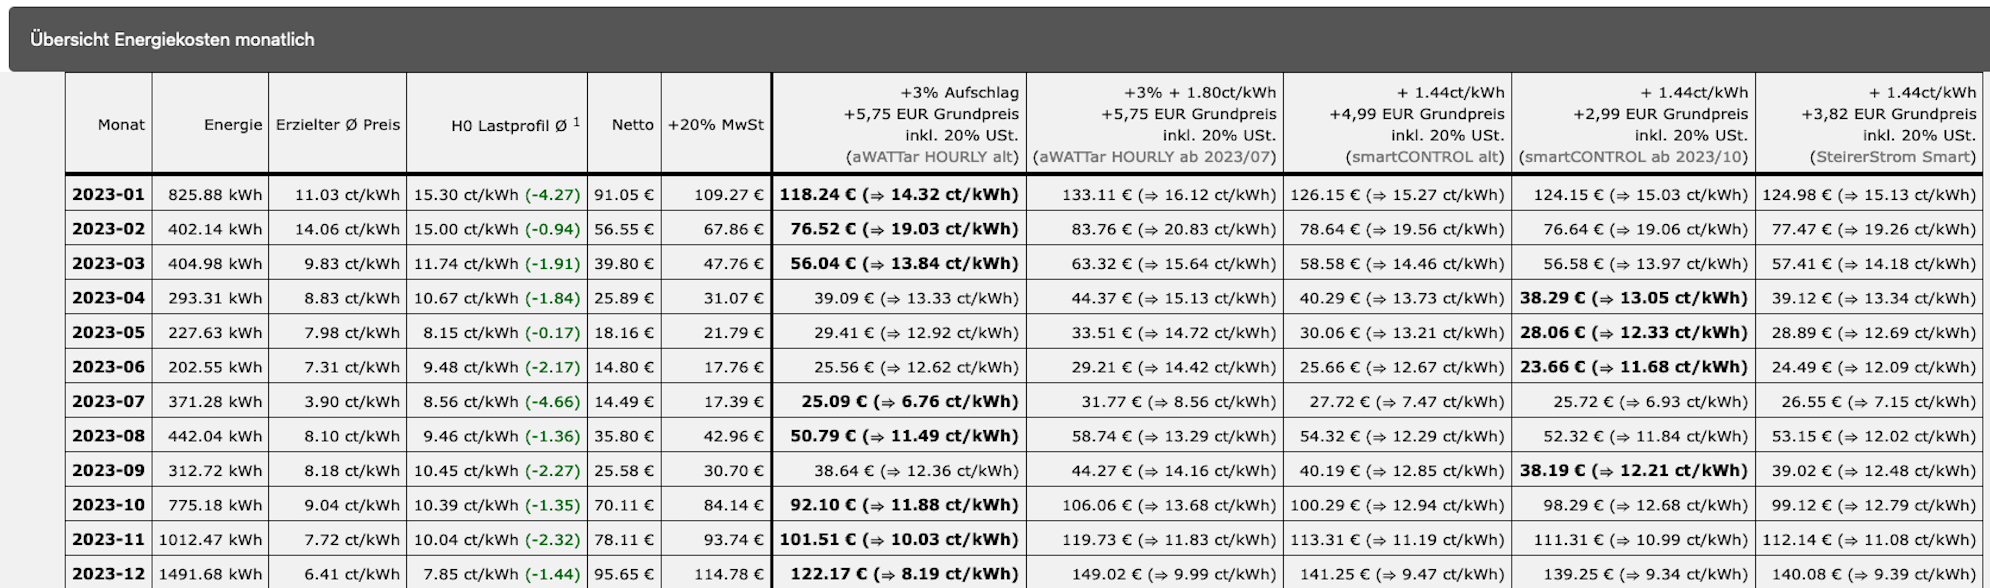 Übersicht Energiekosten monatlich
Monat Energie Erzielter Ø Preis H0 Lastprofil Ø ¹ Netto +20% MwSt +3% Aufschlag +5,75 EUR Grundpreis inkl. 20% USt. (aWATTar HOURLY alt) +3% + 1.80ct/kWh +5,75 EUR Grundpreis inkl. 20% USt. (aWATTar HOURLY ab 2023/07) + 1.44ct/kWh +4,99 EUR Grundpreis inkl. 20% USt. (smartCONTROL alt) + 1.44ct/kWh +2,99 EUR Grundpreis inkl. 20% USt. (smartCONTROL ab 2023/10) + 1.44ct/kWh +3,82 EUR Grundpreis inkl. 20% USt. (SteirerStrom Smart)
2023-01 825.88 kWh 11.03 ct/kWh 15.30 ct/kWh (-4.27) 91.05 € 109.27 € 118.24 € (⇒ 14.32 ct/kWh) 133.11 € (⇒ 16.12 ct/kWh) 126.15 € (⇒ 15.27 ct/kWh) 124.15 € (⇒ 15.03 ct/kWh) 124.98 € (⇒ 15.13 ct/kWh)
2023-02 402.14 kWh 14.06 ct/kWh 15.00 ct/kWh (-0.94) 56.55 € 67.86 € 76.52 € (⇒ 19.03 ct/kWh) 83.76 € (⇒ 20.83 ct/kWh) 78.64 € (⇒ 19.56 ct/kWh) 76.64 € (⇒ 19.06 ct/kWh) 77.47 € (⇒ 19.26 ct/kWh)
2023-03 404.98 kWh 9.83 ct/kWh 11.74 ct/kWh (-1.91) 39.80 € 47.76 € 56.04 € (⇒ 13.84 ct/kWh) 63.32 € (⇒ 15.64 ct/kWh) 58.58 € (⇒ 14.46 ct/kWh) 56.58 € (⇒ 13.97 ct/kWh) 57.41 € (⇒ 14.18 ct/kWh)
2023-04 293.31 kWh 8.83 ct/kWh 10.67 ct/kWh (-1.84) 25.89 € 31.07 € 39.09 € (⇒ 13.33 ct/kWh) 44.37 € (⇒ 15.13 ct/kWh) 40.29 € (⇒ 13.73 ct/kWh) 38.29 € (⇒ 13.05 ct/kWh) 39.12 € (⇒ 13.34 ct/kWh)
2023-05 227.63 kWh 7.98 ct/kWh 8.15 ct/kWh (-0.17) 18.16 € 21.79 € 29.41 € (⇒ 12.92 ct/kWh) 33.51 € (⇒ 14.72 ct/kWh) 30.06 € (⇒ 13.21 ct/kWh) 28.06 € (⇒ 12.33 ct/kWh) 28.89 € (⇒ 12.69 ct/kWh)
2023-06 202.55 kWh 7.31 ct/kWh 9.48 ct/kWh (-2.17) 14.80 € 17.76 € 25.56 € (⇒ 12.62 ct/kWh) 29.21 € (⇒ 14.42 ct/kWh) 25.66 € (⇒ 12.67 ct/kWh) 23.66 € (⇒ 11.68 ct/kWh) 24.49 € (⇒ 12.09 ct/kWh)
2023-07 371.28 kWh 3.90 ct/kWh 8.56 ct/kWh (-4.66) 14.49 € 17.39 € 25.09 € (⇒ 6.76 ct/kWh) 31.77 € (⇒ 8.56 ct/kWh) 27.72 € (⇒ 7.47 ct/kWh) 25.72 € (⇒ 6.93 ct/kWh) 26.55 € (⇒ 7.15 ct/kWh)
2023-08 442.04 kWh 8.10 ct/kWh 9.46 ct/kWh (-1.36) 35.80 € 42.96 € 50.79 € (⇒ 11.49 ct/kWh) 58.74 € (⇒ 13.29 ct/kWh) 54.32 € (⇒ 12.29 ct/kWh) 52.32 € (⇒ 11.84 ct/kWh) 53.15 € (⇒ 12.02 ct/kWh)
2023-09 312.72 kWh 8.18 ct/kWh 10.45 ct/kWh (-2.27) 25.58 € 30.70 € 38.64 € (⇒ 12.36 ct/kWh) 44.27 € (⇒ 14.16 ct/kWh) 40.19 € (⇒ 12.85 ct/kWh) 38.19 € (⇒ 12.21 ct/kWh) 39.02 € (⇒ 12.48 ct/kWh)
2023-10 775.18 kWh 9.04 ct/kWh 10.39 ct/kWh (-1.35) 70.11 € 84.14 € 92.10 € (⇒ 11.88 ct/kWh) 106.06 € (⇒ 13.68 ct/kWh) 100.29 € (⇒ 12.94 ct/kWh) 98.29 € (⇒ 12.68 ct/kWh) 99.12 € (⇒ 12.79 ct/kWh)
2023-11 1012.47 kWh 7.72 ct/kWh 10.04 ct/kWh (-2.32) 78.11 € 93.74 € 101.51 € (⇒ 10.03 ct/kWh) 119.73 € (⇒ 11.83 ct/kWh) 113.31 € (⇒ 11.19 ct/kWh) 111.31 € (⇒ 10.99 ct/kWh) 112.14 € (⇒ 11.08 ct/kWh)
2023-12 1491.68 kWh 6.41 ct/kWh 7.85 ct/kWh (-1.44) 95.65 € 114.78 € 122.17 € (⇒ 8.19 ct/kWh) 149.02 € (⇒ 9.99 ct/kWh) 141.25 € (⇒ 9.47 ct/kWh) 139.25 € (⇒ 9.34 ct/kWh) 140.08 € (⇒ 9.39 ct/kWh)